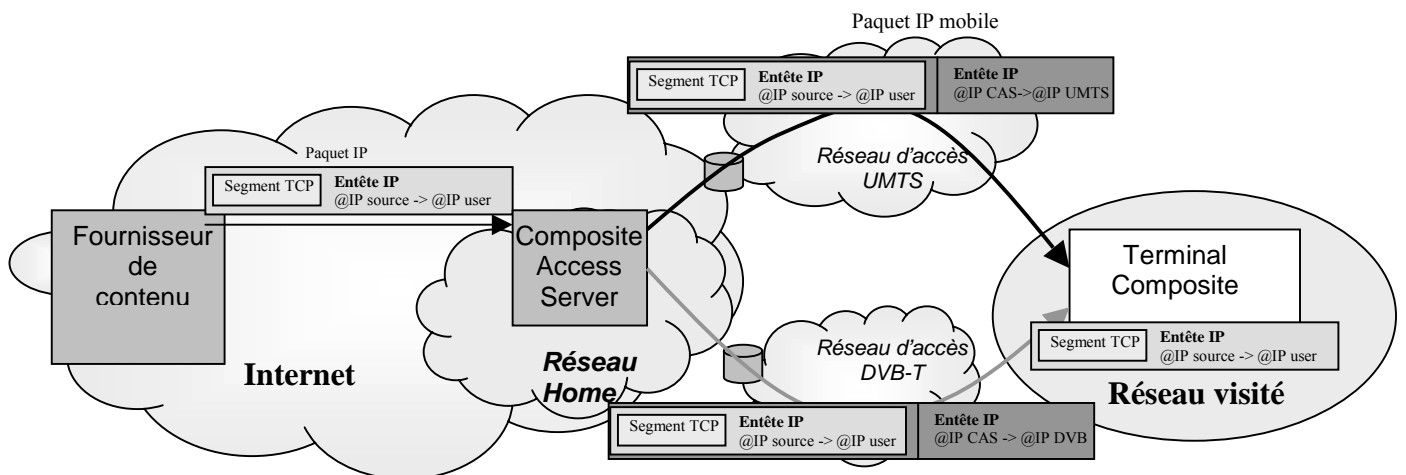 Paquet IP mobile
Segment TCP
Entête IP
@IP source -> @IP user
Entête IP
@IP CAS->@IP UMTS
Réseau d'accès
UMTS
Paquet IP
Segment TCP
Entête IP
@IP source -> @IP user
Fournisseur
de
contenu
Composite
Access
Server
Terminal
Composite
Segment TCP
Entête IP
@IP source -> @IP user
Internet
Réseau
Home
Réseau d'accès
DVB-T
Réseau visité
Segment TCP
Entête IP
@IP source -> @IP user
Entête IP
@IP CAS -> @IP DVB